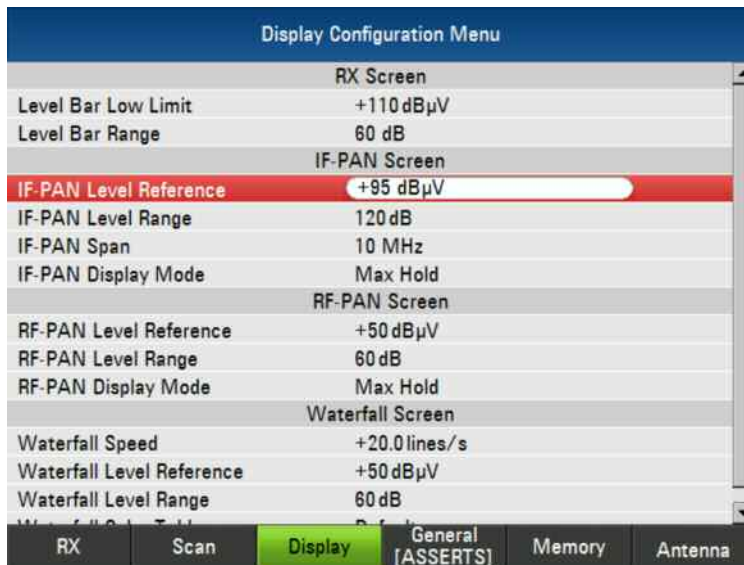 Display Configuration Menu
RX Screen
Level Bar Low Limit +110 dBµV
Level Bar Range 60 dB
IF-PAN Screen
IF-PAN Level Reference +95 dBµV
IF-PAN Level Range 120 dB
IF-PAN Span 10 MHz
IF-PAN Display Mode Max Hold
RF-PAN Screen
RF-PAN Level Reference +50 dBµV
RF-PAN Level Range 60 dB
RF-PAN Display Mode Max Hold
Waterfall Screen
Waterfall Speed +20.0 lines/s
Waterfall Level Reference +50 dBµV
Waterfall Level Range 60 dB
RX Scan Display General [ASSERTS] Memory Antenna